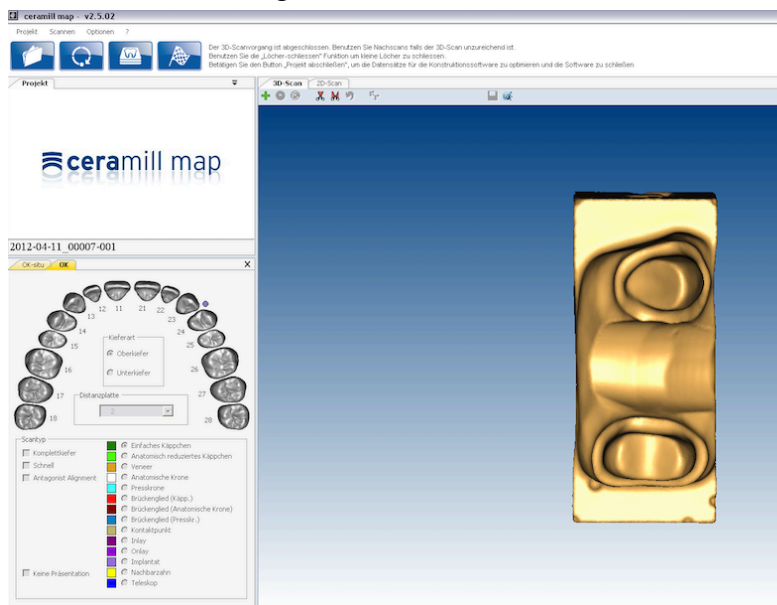 ceramill map - v2.5.02
Projekt Scannen Optionen ?
Der 3D-Scanvorgang ist abgeschlossen. Benutzen Sie Nachscans falls der 3D-Scan unzureichend ist.
Benutzen Sie die „Löcher-schliessen" Funktion um kleine Löcher zu schliessen.
Betätigen Sie den Button „Projekt abschließen", um die Datensätze für die Konstruktionssoftware zu optimieren und die Software zu schließen
Projekt
3D-Scan 2D-Scan
ceramill map
2012-04-11_00007-001
OK-situ OK X
12 11 21 22
13 23
14 24
15 25
Kieferart
Oberkiefer
16 26
Unterkiefer
17 27
Distanzplatte
2
18 28
Scantyp
Komplettkiefer
Schnell
Antagonist Alignment
Keine Präsentation
Einfaches Käppchen
Anatomisch reduziertes Käppchen
Veneer
Anatomische Krone
Presskrone
Brückenglied (Käpp.)
Brückenglied (Anatomische Krone)
Brückenglied (Presskr.)
Kontaktpunkt
Inlay
Onlay
Implantat
Nachbarzahn
Teleskop